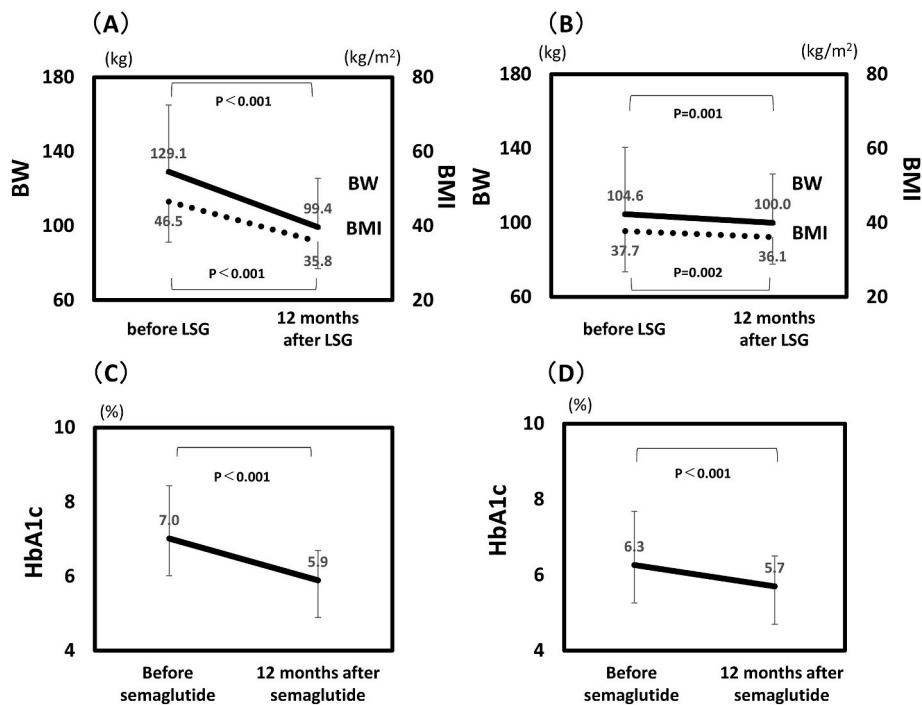 (A)
(kg)
(kg/m²)
BW
180
140
100
60
80
60
40
20
BMI
P＜0.001
129.1
99.4
46.5
35.8
BW
BMI
P＜0.001
before LSG
12 months
after LSG
(B)
(kg)
(kg/m²)
BW
180
140
100
60
80
60
40
20
BMI
P=0.001
104.6
100.0
37.7
36.1
BW
BMI
P=0.002
before LSG
12 months
after LSG
(C)
(%)
HbA1c
10
8
6
4
P＜0.001
7.0
5.9
Before
semaglutide
12 months after
semaglutide
(D)
(%)
HbA1c
10
8
6
4
P＜0.001
6.3
5.7
Before
semaglutide
12 months after
semaglutide